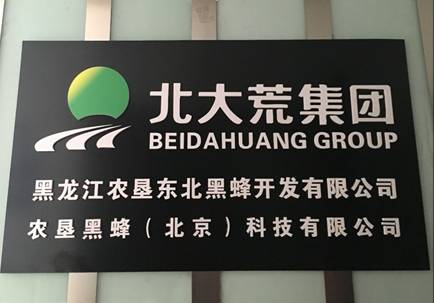 北大荒集团
BEIDAHUANG GROUP
黑龙江农垦东北黑蜂开发有限公司
农垦黑蜂（北京）科技有限公司